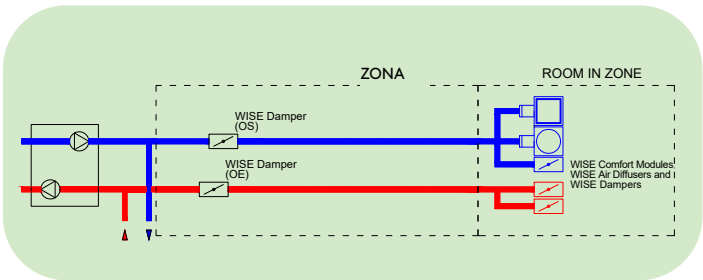 ZONA
ROOM IN ZONE
WISE Damper
(OS)
WISE Damper
(OE)
WISE Comfort Modules,
WISE Air Diffusers and
WISE Dampers